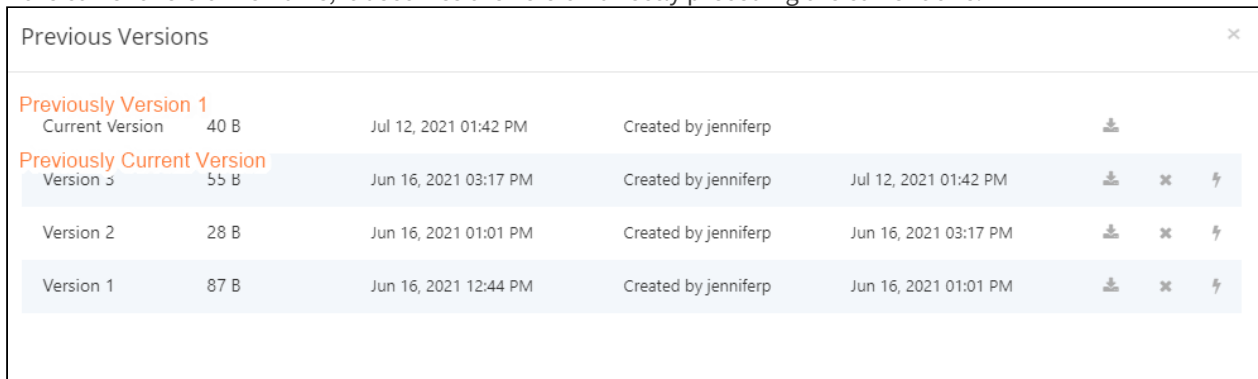 Previous Versions ×
Previously Version 1
Current Version 40 B Jul 12, 2021 01:42 PM Created by jenniferp
Previously Current Version
Version 3 55 B Jun 16, 2021 03:17 PM Created by jenniferp Jul 12, 2021 01:42 PM
Version 2 28 B Jun 16, 2021 01:01 PM Created by jenniferp Jun 16, 2021 03:17 PM
Version 1 87 B Jun 16, 2021 12:44 PM Created by jenniferp Jun 16, 2021 01:01 PM